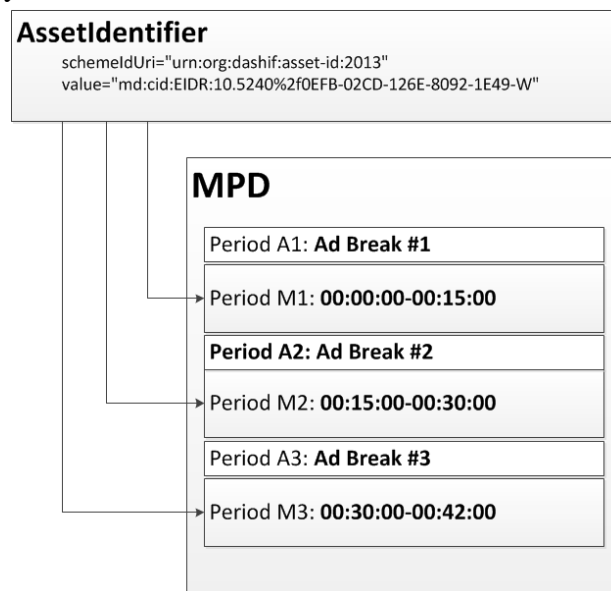 AssetIdentifier
schemeIdUri="urn:org:dashif:asset-id:2013"
value="md:cid:EIDR:10.5240%2f0EFB-02CD-126E-8092-1E49-W"
MPD
Period A1: Ad Break #1
Period M1: 00:00:00-00:15:00
Period A2: Ad Break #2
Period M2: 00:15:00-00:30:00
Period A3: Ad Break #3
Period M3: 00:30:00-00:42:00